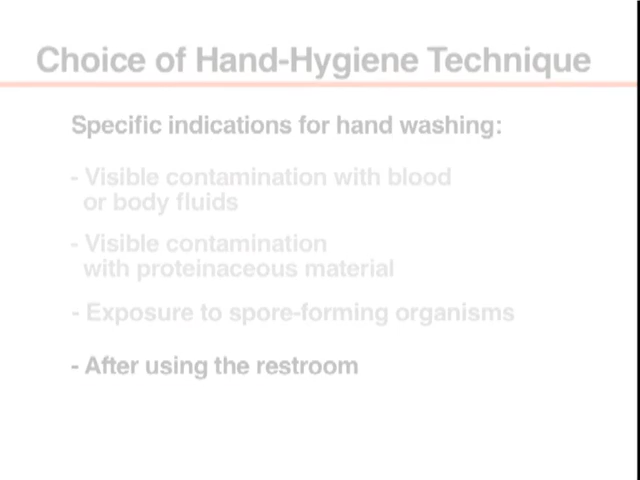 Choice of Hand-Hygiene Technique
Specific indications for hand washing:
- Visible contamination with blood
or body fluids
- Visible contamination
with proteinaceous material
- Exposure to spore-forming organisms
- After using the restroom